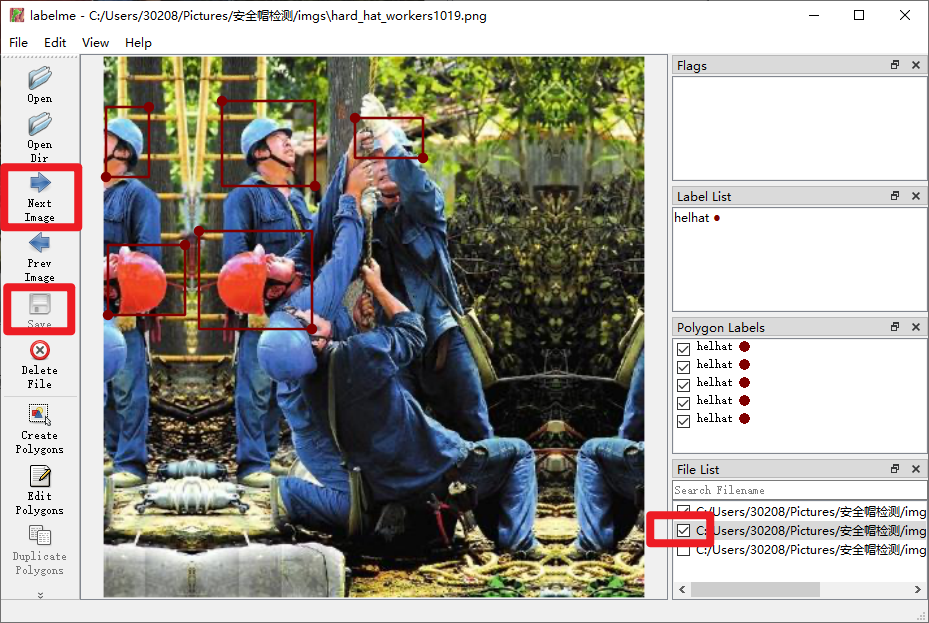 labelme - C:/Users/30208/Pictures/安全帽检测/imgs\hard_hat_workers1019.png
File Edit View Help
Open
Open
Dir
Next
Image
Prev
Image
Save
Delete
File
Create
Polygons
Edit
Polygons
Duplicate
Polygons
Flags
Label List
helhat
Polygon Labels
helhat
helhat
helhat
helhat
helhat
File List
Search Filename
C:/Users/30208/Pictures/安全帽检测/img
C:/Users/30208/Pictures/安全帽检测/img
C:/Users/30208/Pictures/安全帽检测/img